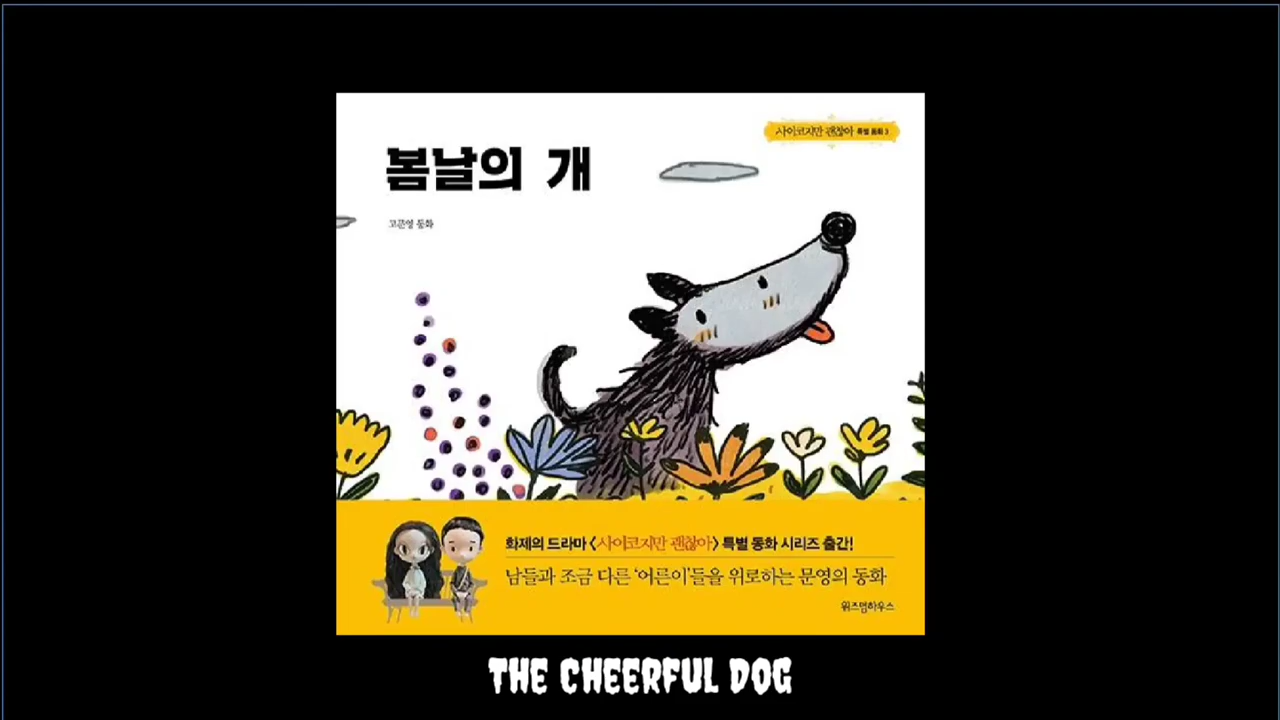 사이코지만 괜찮아 특별 동화 3
봄날의 개
고문영 동화
화제의 드라마 <사이코지만 괜찮아> 특별 동화 시리즈 출간!
남들과 조금 다른 ‘어른이’들을 위로하는 문영의 동화
위즈덤하우스
THE CHEERFUL DOG